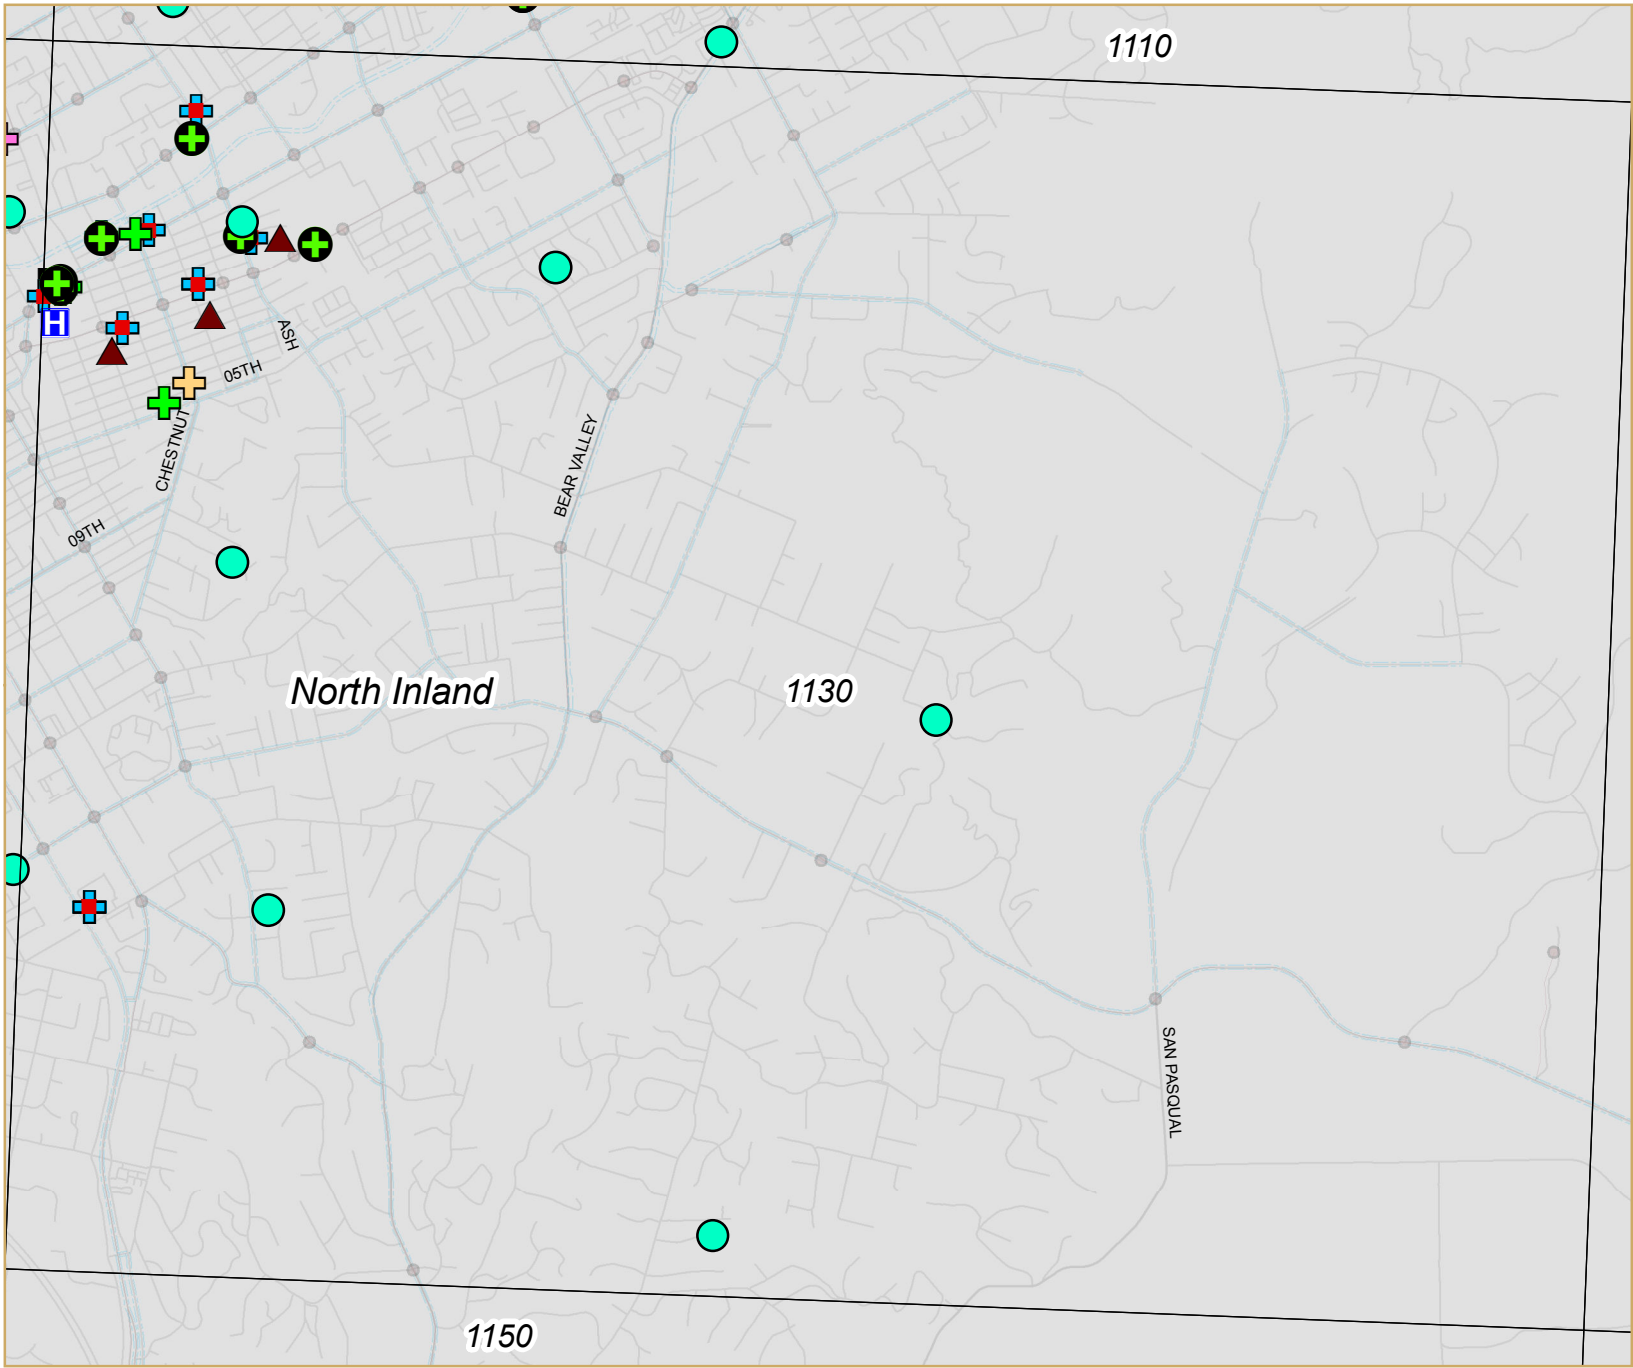 1110
H
ASH
05TH
CHESTNUT
BEAR VALLEY
09TH
North Inland
1130
SAN PASQUAL
1150